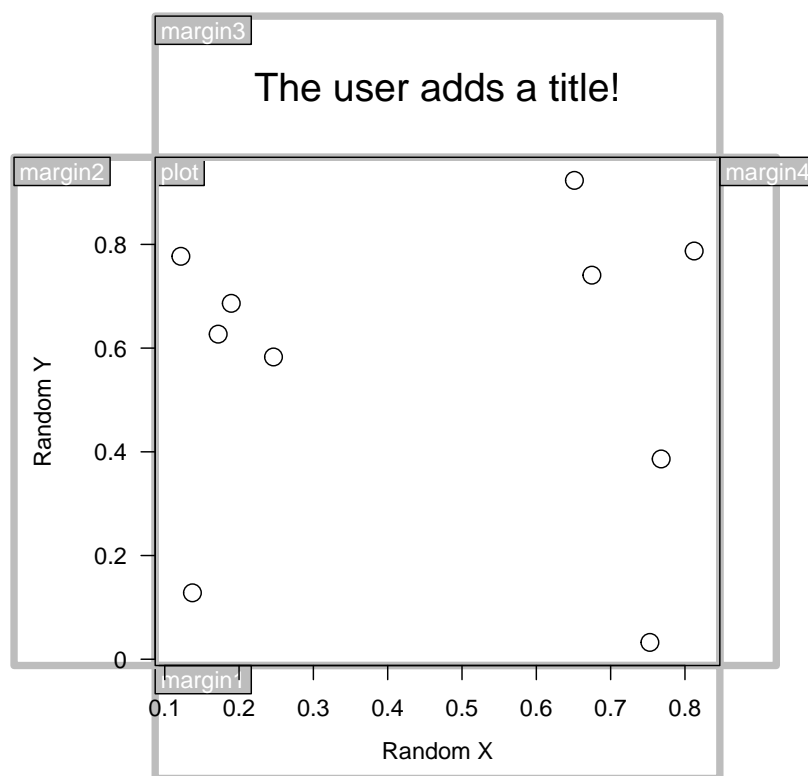 margin3
The user adds a title!
margin2
plot
margin4
0.8
0.6
0.4
0.2
0
Random Y
margin1
0.1 0.2 0.3 0.4 0.5 0.6 0.7 0.8
Random X